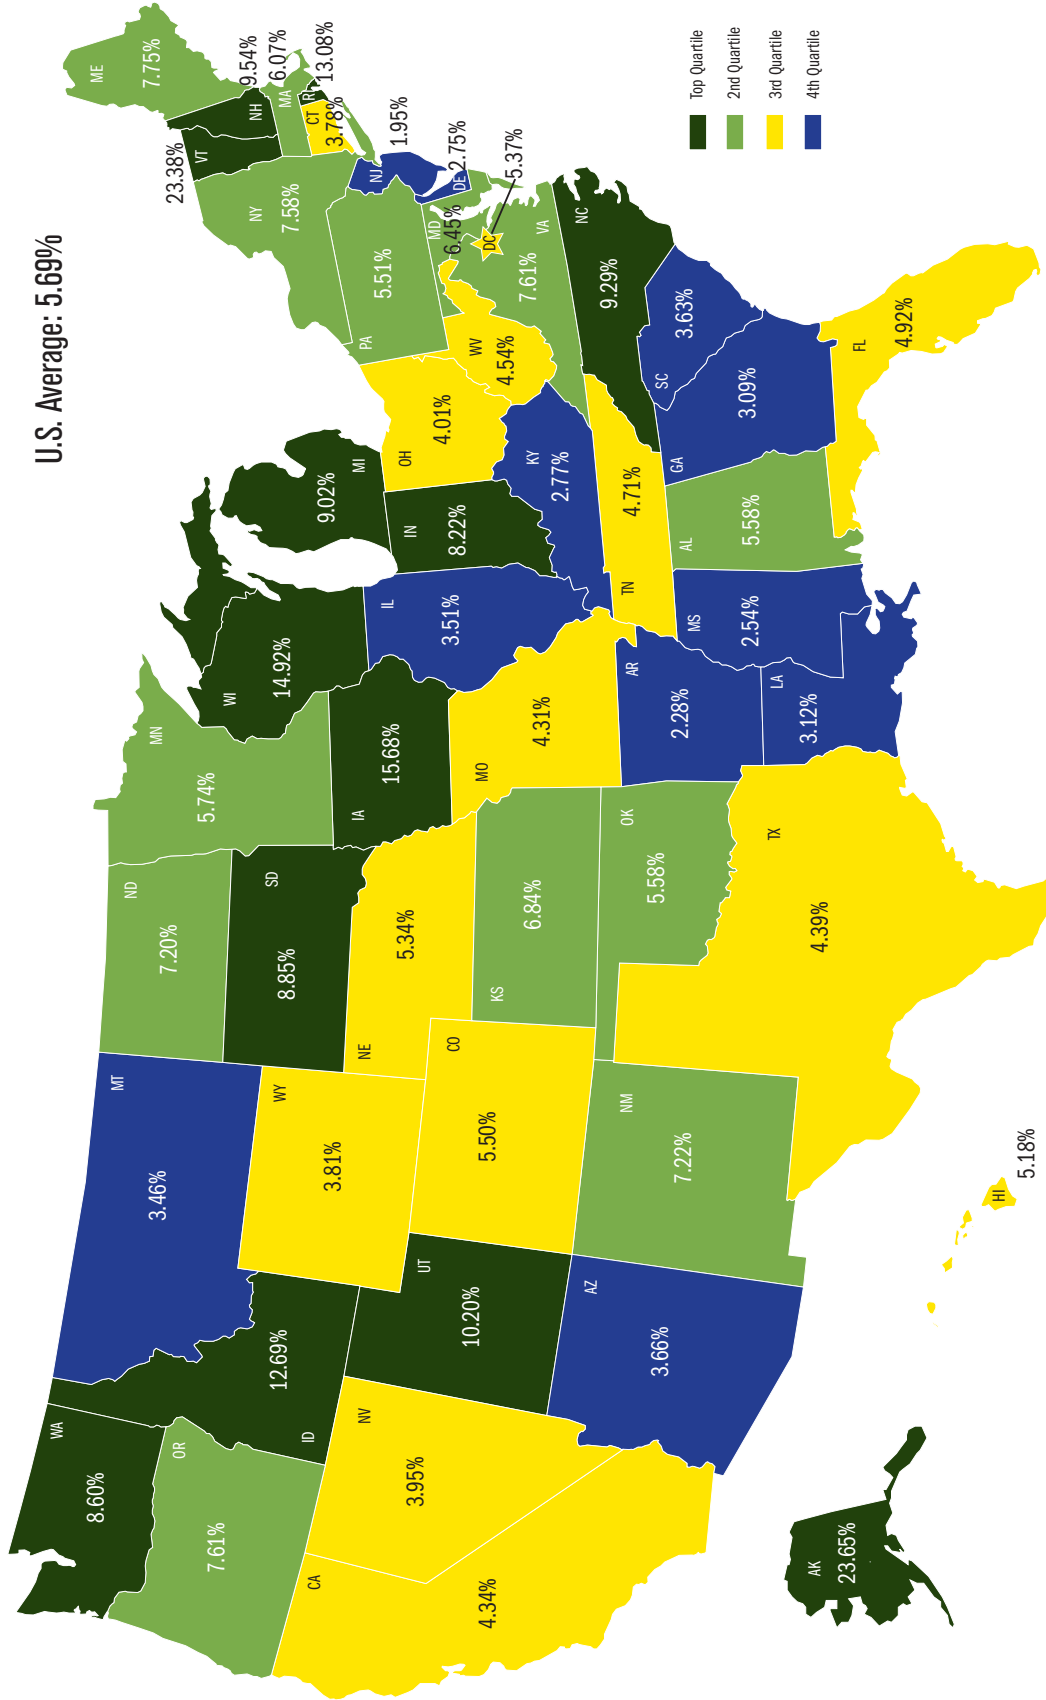 U.S. Average: 5.69%
WA
8.60%
OR
7.61%
CA
4.34%
NV
3.95%
ID
12.69%
MT
3.46%
WY
3.81%
UT
10.20%
AZ
3.66%
CO
5.50%
NM
7.22%
ND
7.20%
SD
8.85%
NE
5.34%
KS
6.84%
OK
5.58%
TX
4.39%
MN
5.74%
IA
15.68%
MO
4.31%
AR
2.28%
LA
3.12%
WI
14.92%
IL
3.51%
MI
9.02%
IN
8.22%
OH
4.01%
KY
2.77%
TN
4.71%
MS
2.54%
AL
5.58%
GA
3.09%
FL
4.92%
SC
3.63%
NC
9.29%
VA
7.61%
WV
4.54%
PA
5.51%
NY
7.58%
VT
23.38%
NH
9.54%
ME
7.75%
MA
6.07%
RI
13.08%
CT
3.78%
NJ
1.95%
DE
2.75%
MD
6.45%
DC
5.37%
AK
23.65%
HI
5.18%
Top Quartile
2nd Quartile
3rd Quartile
4th Quartile